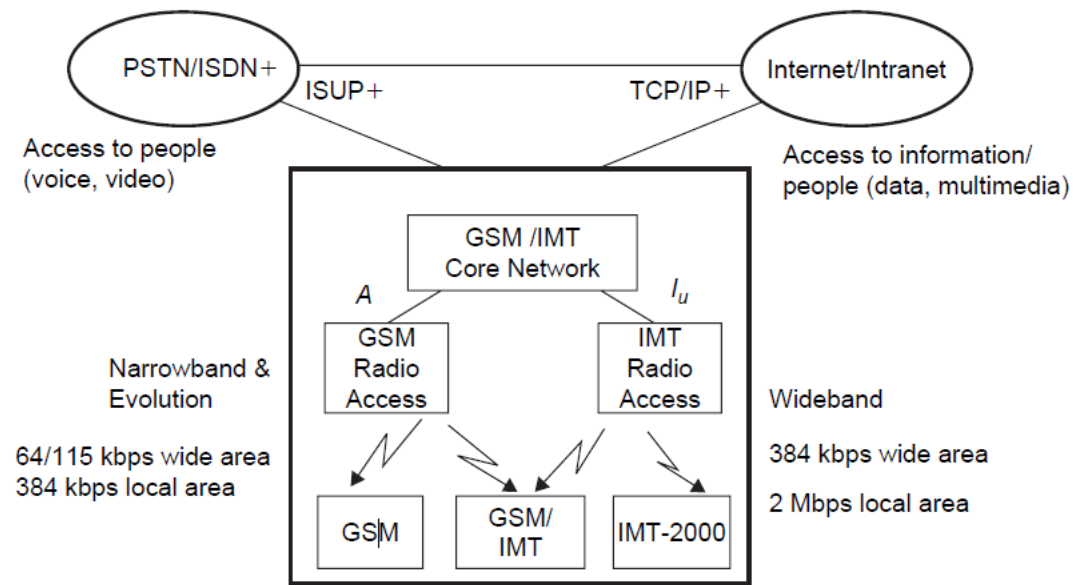 PSTN/ISDN+
Internet/Intranet
ISUP+
TCP/IP+
Access to people
(voice, video)
Access to information/
people (data, multimedia)
GSM /IMT
Core Network
A
Iu
GSM
Radio
Access
IMT
Radio
Access
Narrowband &
Evolution
Wideband
64/115 kbps wide area
384 kbps local area
384 kbps wide area
2 Mbps local area
GSM
GSM/
IMT
IMT-2000